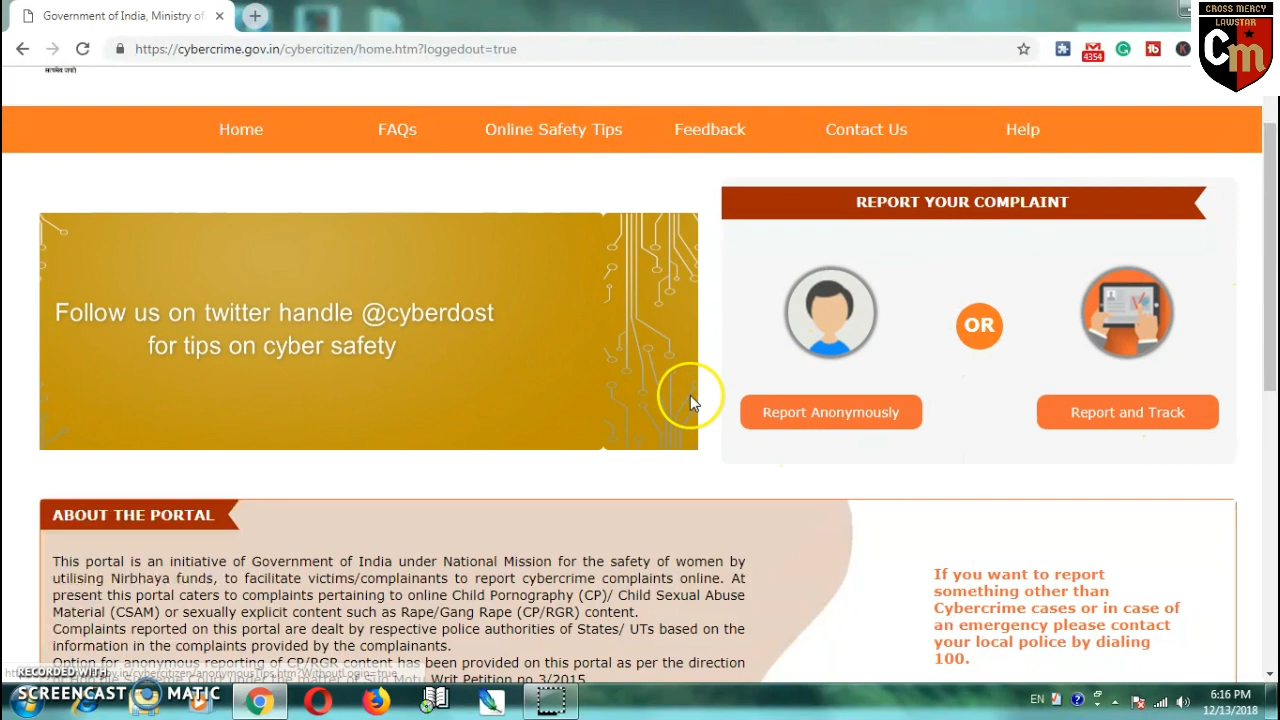 Government of India, Ministry of
CROSS MERCY
LAWSTAR
Cm
https://cybercrime.gov.in/cybercitizen/home.htm?loggedout=true
4354
K
सत्यमेव जयते
Home FAQs Online Safety Tips Feedback Contact Us Help
REPORT YOUR COMPLAINT
Follow us on twitter handle @cyberdost
for tips on cyber safety
OR
Report Anonymously Report and Track
ABOUT THE PORTAL
This portal is an initiative of Government of India under National Mission for the safety of women by
utilising Nirbhaya funds, to facilitate victims/complainants to report cybercrime complaints online. At
present this portal caters to complaints pertaining to online Child Pornography (CP)/ Child Sexual Abuse
Material (CSAM) or sexually explicit content such as Rape/Gang Rape (CP/RGR) content.
Complaints reported on this portal are dealt by respective police authorities of States/ UTs based on the
information in the complaints provided by the complainants.
Option for anonymous reporting of CP/RGR content has been provided on this portal as per the direction
Writ Petition no 3/2015
If you want to report
something other than
Cybercrime cases or in case of
an emergency please contact
your local police by dialing
100.
RECORDED WITH
SCREENCAST MATIC
EN
6:16 PM
12/13/2018